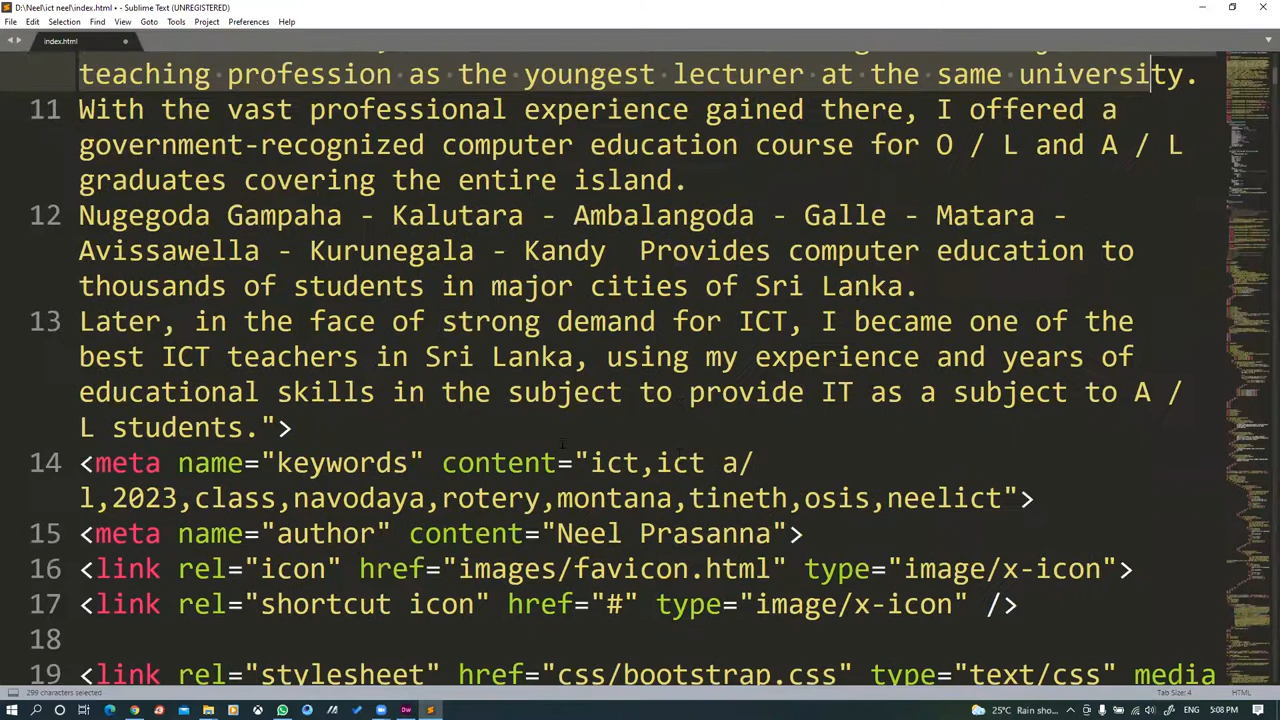 D:\Neel\ict neel\index.html • - Sublime Text (UNREGISTERED)
File Edit Selection Find View Goto Tools Project Preferences Help
index.html
teaching profession as the youngest lecturer at the same university.
11 With the vast professional experience gained there, I offered a
government-recognized computer education course for O / L and A / L
graduates covering the entire island.
12 Nugegoda Gampaha - Kalutara - Ambalangoda - Galle - Matara -
Avissawella - Kurunegala - Kandy  Provides computer education to
thousands of students in major cities of Sri Lanka.
13 Later, in the face of strong demand for ICT, I became one of the
best ICT teachers in Sri Lanka, using my experience and years of
educational skills in the subject to provide IT as a subject to A /
L students.">
14 <meta name="keywords" content="ict,ict a/
l,2023,class,navodaya,rotery,montana,tineth,osis,neelict">
15 <meta name="author" content="Neel Prasanna">
16 <link rel="icon" href="images/favicon.html" type="image/x-icon">
17 <link rel="shortcut icon" href="#" type="image/x-icon" />
18
19 <link rel="stylesheet" href="css/bootstrap.css" type="text/css" media
299 characters selected
Tab Size: 4
HTML
25°C Rain sho...
5:08 PM